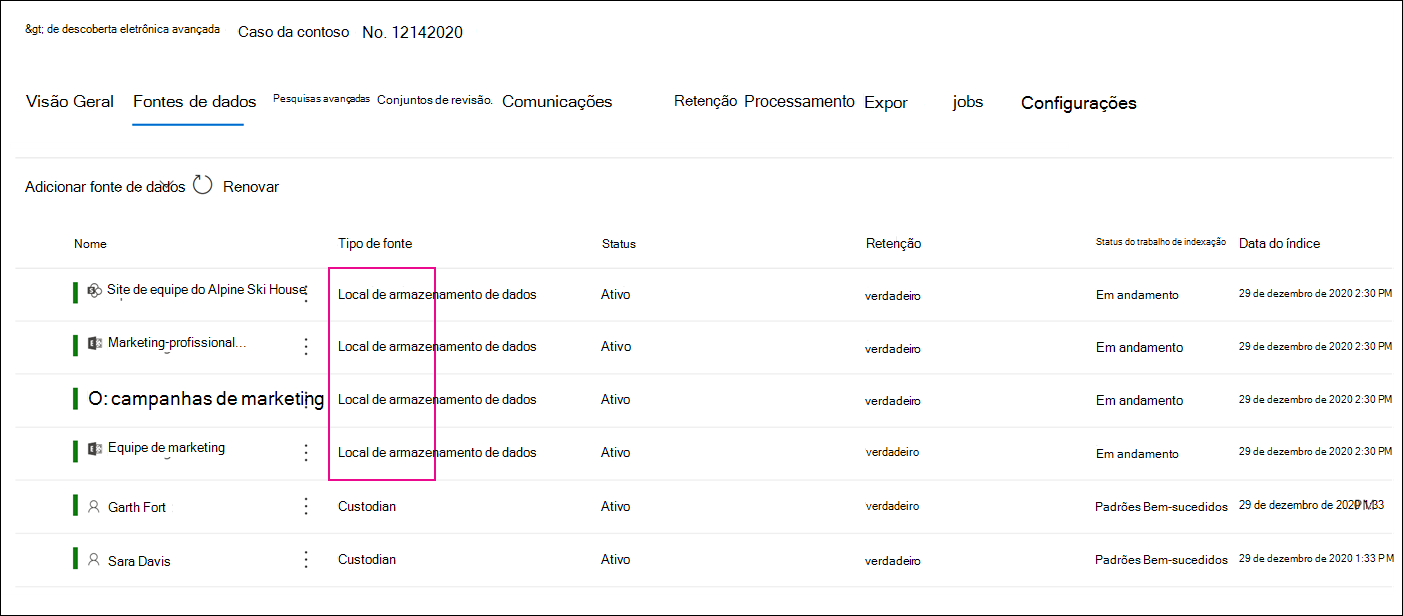 &gt; de descoberta eletrônica avançada Caso da contoso No. 12142020
Visão Geral Fontes de dados Pesquisas avançadas Conjuntos de revisão. Comunicações Retenção Processamento Expor jobs Configurações
Adicionar fonte de dados Renovar
Nome Tipo de fonte Status Retenção Status do trabalho de indexação Data do índice
Site de equipe do Alpine Ski House Local de armazenamento de dados Ativo verdadeiro Em andamento 29 de dezembro de 2020 2:30 PM
Marketing-profissional... Local de armazenamento de dados Ativo verdadeiro Em andamento 29 de dezembro de 2020 2:30 PM
O: campanhas de marketing Local de armazenamento de dados Ativo verdadeiro Em andamento 29 de dezembro de 2020 2:30 PM
Equipe de marketing Local de armazenamento de dados Ativo verdadeiro Em andamento 29 de dezembro de 2020 2:30 PM
Garth Fort Custodian Ativo verdadeiro Padrões Bem-sucedidos 29 de dezembro de 2020 1:33 PM
Sara Davis Custodian Ativo verdadeiro Padrões Bem-sucedidos 29 de dezembro de 2020 1:33 PM